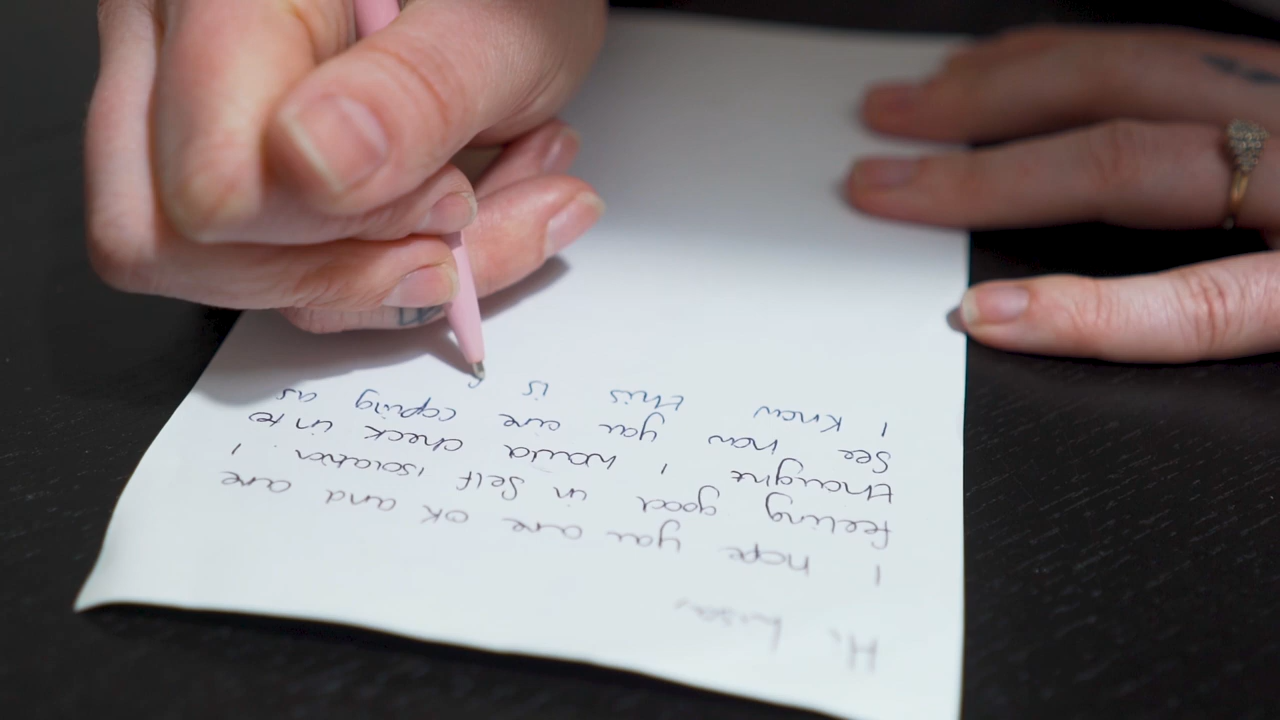 Hi Lisa,
I hope you are ok and are
feeling good in self isolation. I
thought I would check in to
see how you are coping as
I know this is